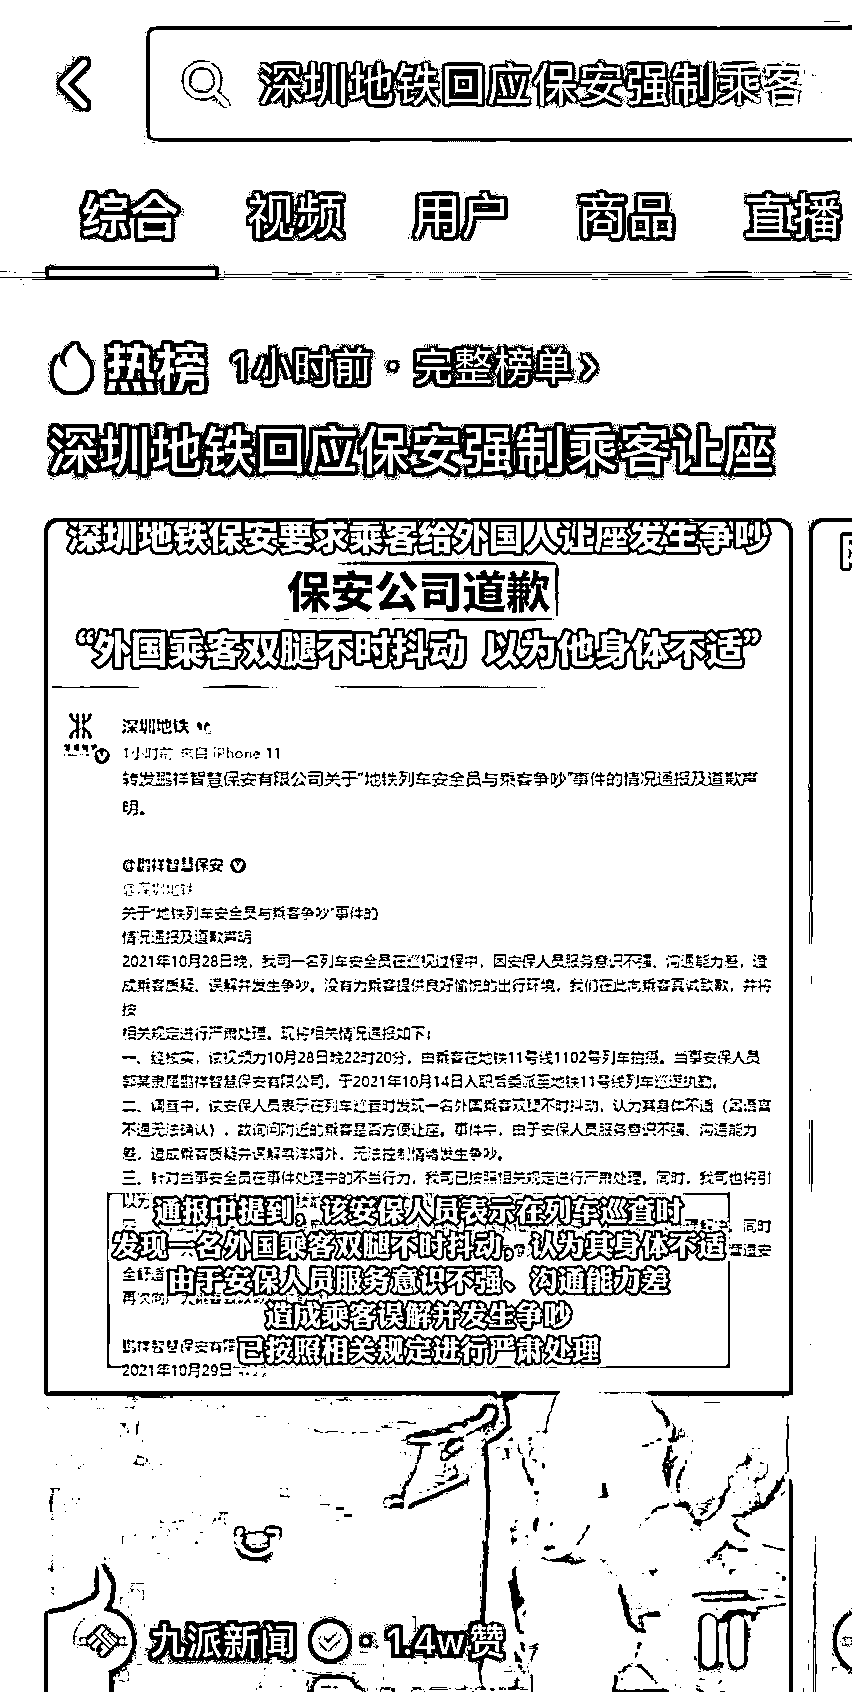 深圳地铁回应保安强制乘客
综合 视频 用户 商品 直播
热榜 1小时前·完整榜单>
深圳地铁回应保安强制乘客让座
深圳地铁保安要求乘客给外国人让座发生争吵
保安公司道歉
“外国乘客双腿不时抖动 以为他身体不适”
深圳地铁
1小时前 来自 iPhone 11
转发鹏祥智慧保安有限公司关于“地铁列车安全员与乘客争吵”事件的情况通报及道歉声
明。
@鹏祥智慧保安
@深圳地铁
关于“地铁列车安全员与乘客争吵”事件的
情况通报及道歉声明
2021年10月28日晚，我司一名列车安全员在巡视过程中，因安保人员服务意识不强、沟通能力差，造
成乘客质疑、误解并发生争吵。没有为乘客提供良好愉悦的出行环境，我们在此向乘客真诚致歉，并将
按
相关规定进行严肃处理。现将相关情况通报如下：
一、经核实，该视频为10月28日晚22时20分，由乘客在地铁11号线1102号列车拍摄。当事安保人员
郭某隶属鹏祥智慧保安有限公司，于2021年10月14日入职后委派至地铁11号线列车巡逻执勤。
二、调查中，该安保人员表示在列车巡查时发现一名外国乘客双腿不时抖动，认为其身体不适（因语言
不通无法确认），故询问附近的乘客是否方便让座。事件中，由于安保人员服务意识不强、沟通能力
差，造成乘客质疑并误解崇洋媚外，无法控制情绪发生争吵。
三、针对当事安全员在事件处理中的不当行为，我司已按照相关规定进行严肃处理。同时，我司也将引
同时
通报中提到，该安保人员表示在列车巡查时
发现一名外国乘客双腿不时抖动，认为其身体不适
由于安保人员服务意识不强、沟通能力差
造成乘客误解并发生争吵
已按照相关规定进行严肃处理
鹏祥智慧保安有限
2021年10月29日
九派新闻 · 1.4w赞